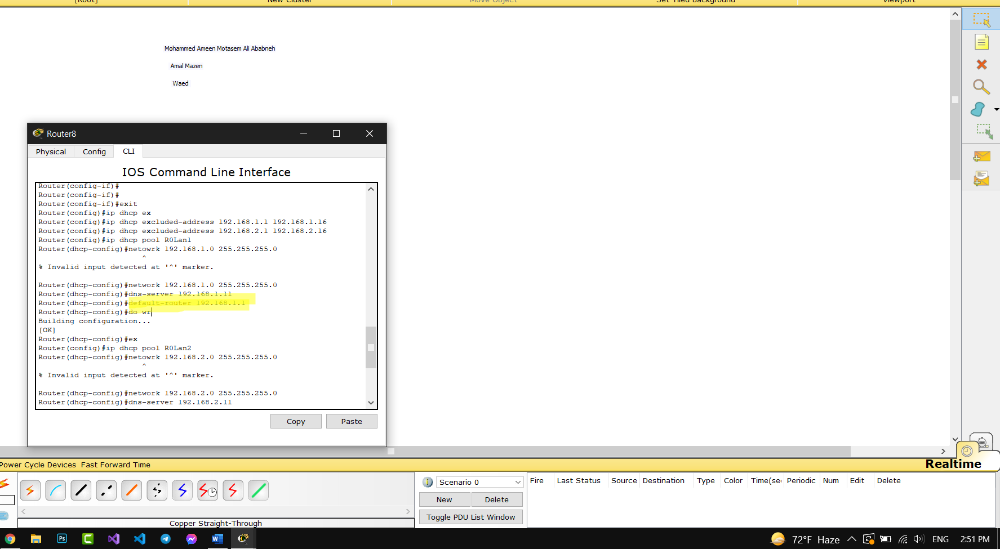 [Root] New Cluster Move Object Set Tiled Background Viewport
Mohammed Ameen Motasem Ali Ababneh
Amal Mazen
Waed
Router8
Physical Config CLI
IOS Command Line Interface
Router(config-if)#
Router(config-if)#
Router(config-if)#exit
Router(config)#ip dhcp ex
Router(config)#ip dhcp excluded-address 192.168.1.1 192.168.1.16
Router(config)#ip dhcp excluded-address 192.168.2.1 192.168.2.16
Router(config)#ip dhcp pool R0Lan1
Router(dhcp-config)#netowrk 192.168.1.0 255.255.255.0
^
% Invalid input detected at '^' marker.
Router(dhcp-config)#network 192.168.1.0 255.255.255.0
Router(dhcp-config)#dns-server 192.168.1.11
Router(dhcp-config)#default-router 192.168.1.1
Router(dhcp-config)#do wr
Building configuration...
[OK]
Router(dhcp-config)#ex
Router(config)#ip dhcp pool R0Lan2
Router(dhcp-config)#netowrk 192.168.2.0 255.255.255.0
^
% Invalid input detected at '^' marker.
Router(dhcp-config)#network 192.168.2.0 255.255.255.0
Router(dhcp-config)#dns-server 192.168.2.11
Copy Paste
Power Cycle Devices Fast Forward Time
Realtime
Scenario 0
New Delete
Toggle PDU List Window
Fire Last Status Source Destination Type Color Time(sec Periodic Num Edit Delete
Copper Straight-Through
72°F Haze ENG 2:51 PM